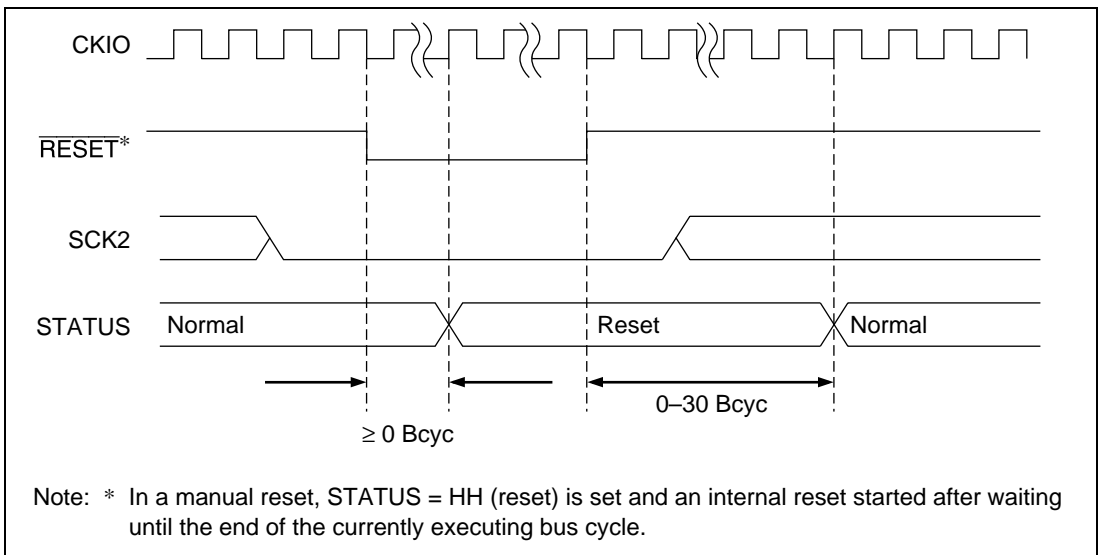 CKIO
RESET*
SCK2
STATUS
Normal
Reset
Normal
0–30 Bcyc
≥ 0 Bcyc
Note: * In a manual reset, STATUS = HH (reset) is set and an internal reset started after waiting
until the end of the currently executing bus cycle.